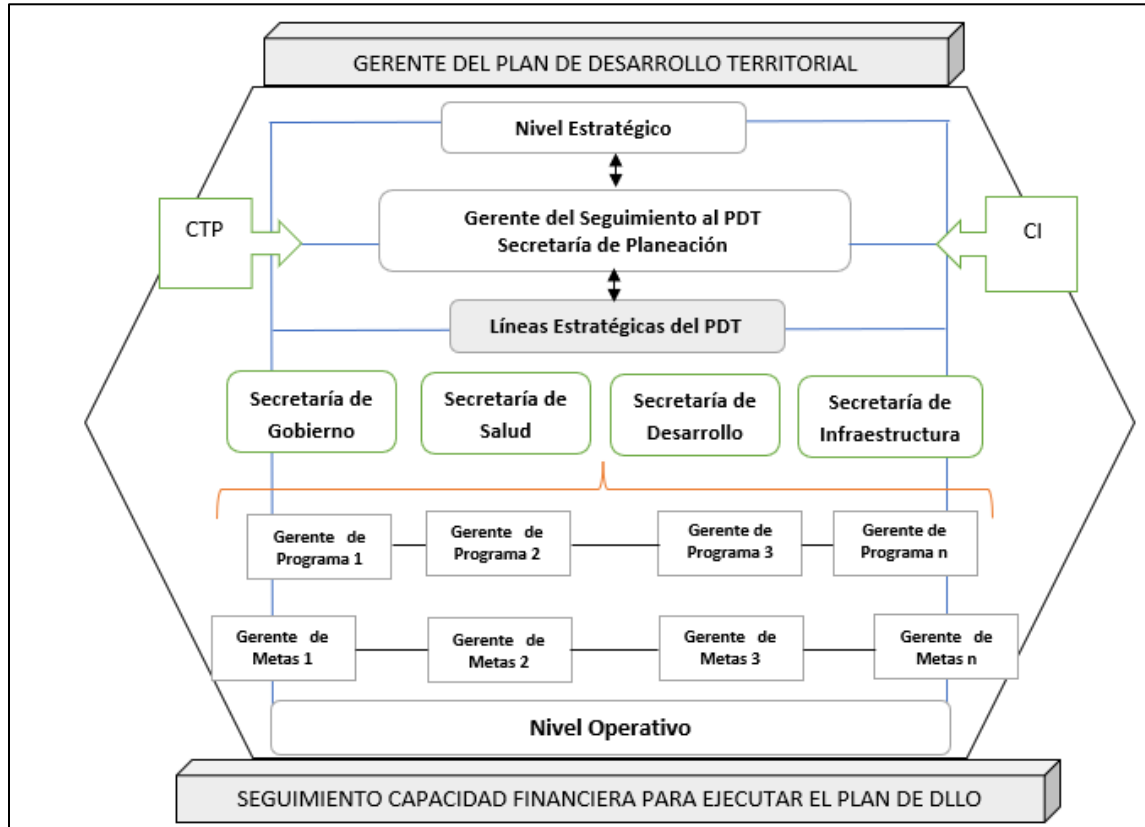 GERENTE DEL PLAN DE DESARROLLO TERRITORIAL
Nivel Estratégico
CTP
Gerente del Seguimiento al PDT
Secretaría de Planeación
CI
Líneas Estratégicas del PDT
Secretaría de
Gobierno
Secretaría de
Salud
Secretaría de
Desarrollo
Secretaría de
Infraestructura
Gerente de
Programa 1
Gerente de
Programa 2
Gerente de
Programa 3
Gerente de
Programa n
Gerente de
Metas 1
Gerente de
Metas 2
Gerente de
Metas 3
Gerente de
Metas n
Nivel Operativo
SEGUIMIENTO CAPACIDAD FINANCIERA PARA EJECUTAR EL PLAN DE DLLO